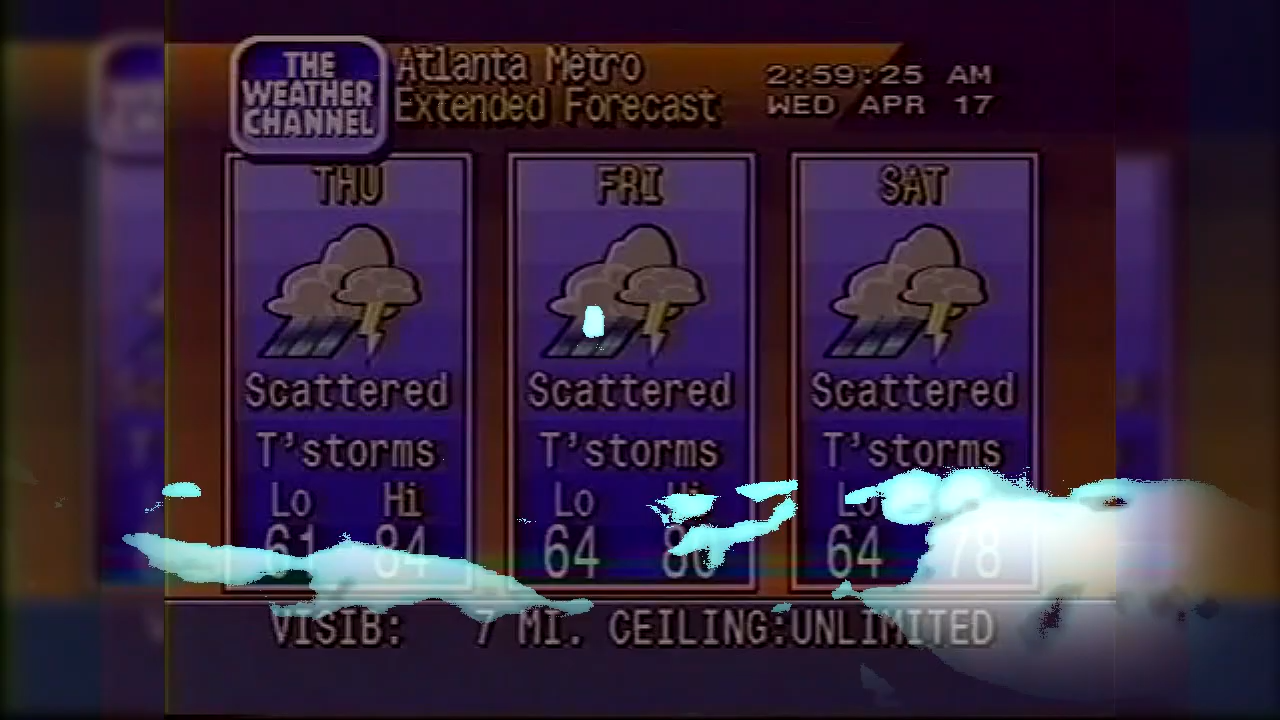 THE
WEATHER
CHANNEL
Atlanta Metro
Extended Forecast
2:59:25 AM
WED APR 17
THU
FRI
SAT
Scattered
T'storms
Lo Hi
61 84
Scattered
T'storms
Lo Hi
64
Scattered
T'storms
Lo
64 78
VISIB: 7 MI. CEILING:UNLIMITED